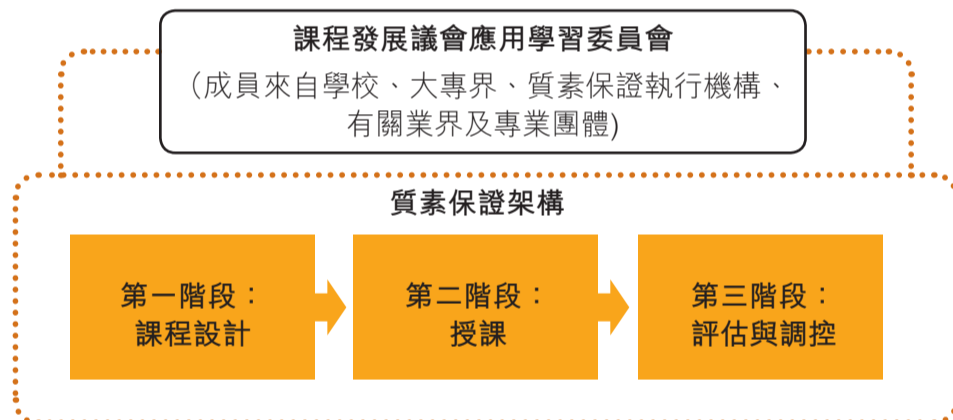 課程發展議會應用學習委員會
（成員來自學校、大專界、質素保證執行機構、
有關業界及專業團體)
質素保證架構
第一階段：
課程設計
第二階段：
授課
第三階段：
評估與調控